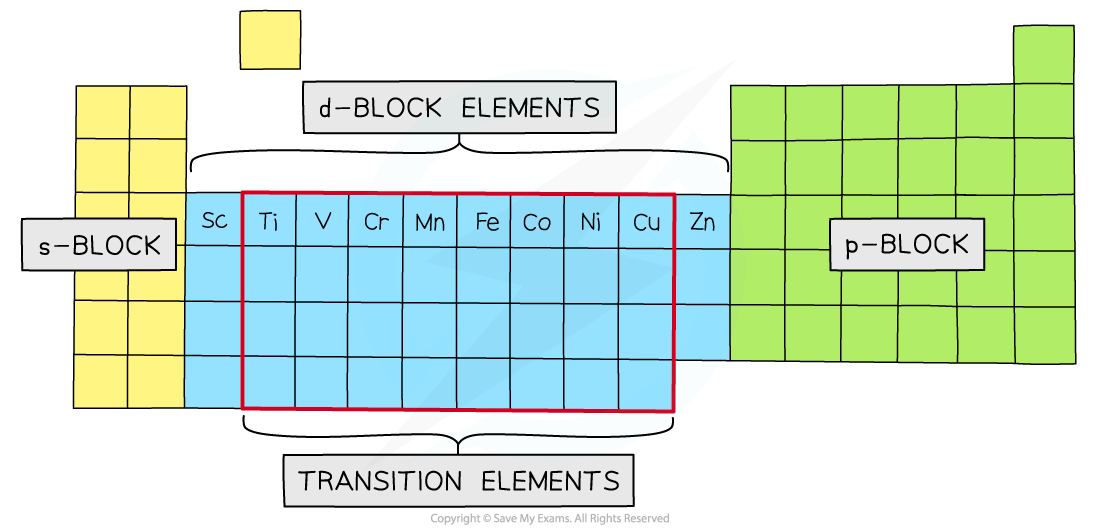 d-BLOCK ELEMENTS
Sc Ti V Cr Mn Fe Co Ni Cu Zn
s-BLOCK
p-BLOCK
TRANSITION ELEMENTS
Copyright © Save My Exams. All Rights Reserved